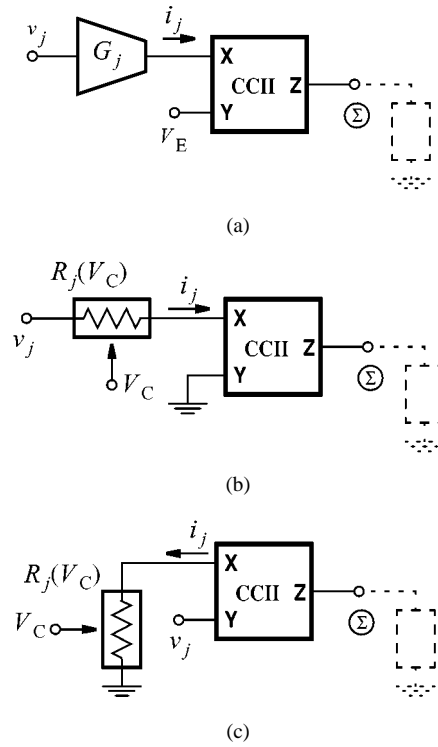 v_j
G_j
i_j
X
CCII
Z
Y
V_E
Σ
(a)
R_j(V_C)
i_j
v_j
X
CCII
Z
Y
V_C
Σ
(b)
i_j
R_j(V_C)
X
CCII
Z
V_C
v_j
Y
Σ
(c)